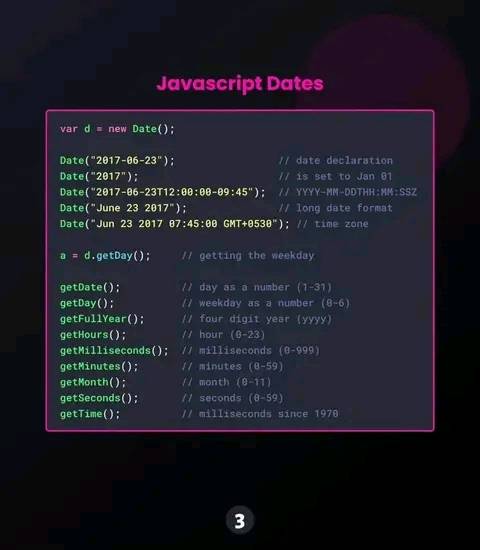 Javascript Dates
var d = new Date();
Date("2017-06-23"); // date declaration
Date("2017"); // is set to Jan 01
Date("2017-06-23T12:00:00-09:45"); // YYYY-MM-DDTHH:MM:SSZ
Date("June 23 2017"); // long date format
Date("Jun 23 2017 07:45:00 GMT+0530"); // time zone
a = d.getDay(); // getting the weekday
getDate(); // day as a number (1-31)
getDay(); // weekday as a number (0-6)
getFullYear(); // four digit year (yyyy)
getHours(); // hour (0-23)
getMilliseconds(); // milliseconds (0-999)
getMinutes(); // minutes (0-59)
getMonth(); // month (0-11)
getSeconds(); // seconds (0-59)
getTime(); // milliseconds since 1970
3